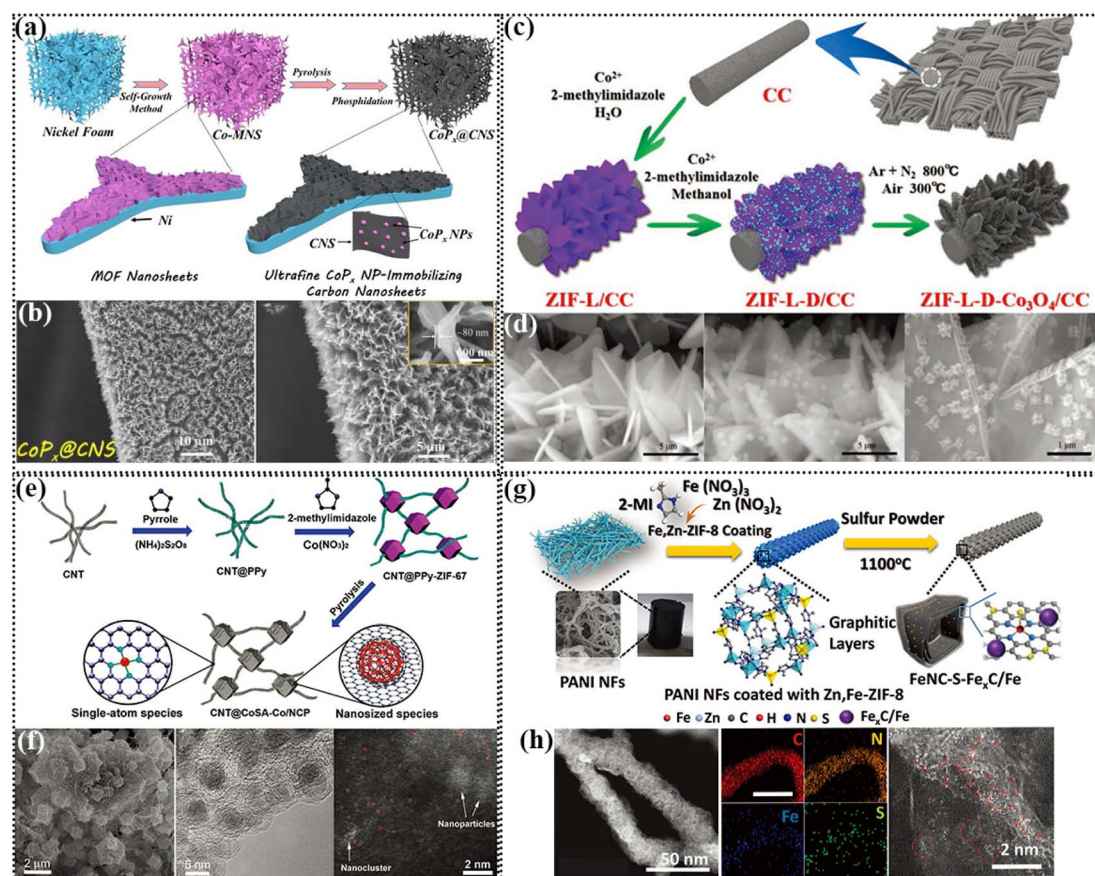 (a)
Nickel Foam
Self-Growth
Method
Co-MNS
Pyrolysis
Phosphidation
CoPₓ@CNS
Ni
CNS
CoPₓ NPs
MOF Nanosheets
Ultrafine CoPₓ NP-Immobilizing
Carbon Nanosheets
(b)
CoPₓ@CNS
10 μm
5 μm
~80 nm
(c)
CC
Co²⁺
2-methylimidazole
H₂O
Co²⁺
2-methylimidazole
Methanol
Ar + N₂ 800℃
Air 300℃
ZIF-L/CC
ZIF-L-D/CC
ZIF-L-D-Co₃O₄/CC
(d)
5 μm
5 μm
1 μm
(e)
CNT
Pyrrole
(NH₄)₂S₂O₈
CNT@PPy
2-methylimidazole
Co(NO₃)₂
CNT@PPy-ZIF-67
Pyrolysis
Single-atom species
CNT@CoSA-Co/NCP
Nanosized species
(f)
2 μm
5 nm
Nanoparticles
Nanocluster
2 nm
(g)
2-MI
Fe (NO₃)₃
Zn (NO₃)₂
Fe,Zn-ZIF-8 Coating
Sulfur Powder
1100ºC
PANI NFs
Graphitic
Layers
PANI NFs coated with Zn,Fe-ZIF-8
FeNC-S-FeₓC/Fe
Fe Zn C H N S FeₓC/Fe
(h)
50 nm
C
N
Fe
S
2 nm